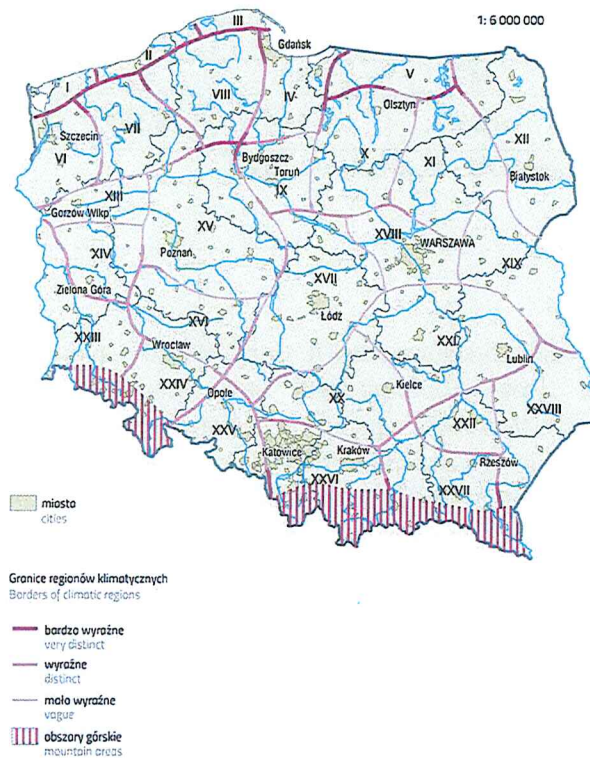 1: 6 000 000
III
II
Gdańsk
I
V
VIII
IV
Olsztyn
Szczecin
VII
XII
VI
Bydgoszcz
X
XI
Toruń
Białystok
XIII
IX
Gorzów Wlkp.
XV
XVIII
WARSZAWA
XIV
Poznań
XIX
XVII
Zielona Góra
Łódź
XVI
XXIII
Wrocław
XXI
Lublin
XXIV
Kielce
Opole
XX
XXVIII
XXV
XXII
Katowice
Kraków
Rzeszów
XXVI
XXVII
miasta
cities
Granice regionów klimatycznych
Borders of climatic regions
bardzo wyraźne
very distinct
wyraźne
distinct
mało wyraźne
vague
obszary górskie
mountain areas